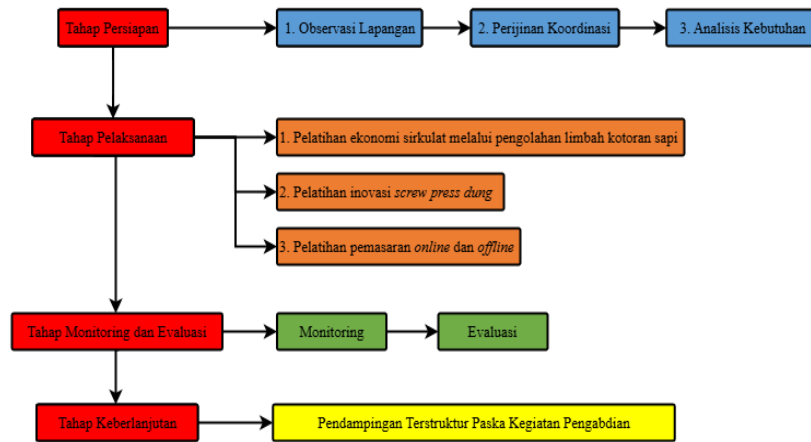 Tahap Persiapan
1. Observasi Lapangan
2. Perijinan Koordinasi
3. Analisis Kebutuhan
Tahap Pelaksanaan
1. Pelatihan ekonomi sirkulat melalui pengolahan limbah kotoran sapi
2. Pelatihan inovasi screw press dung
3. Pelatihan pemasaran online dan offline
Tahap Monitoring dan Evaluasi
Monitoring
Evaluasi
Tahap Keberlanjutan
Pendampingan Terstruktur Paska Kegiatan Pengabdian